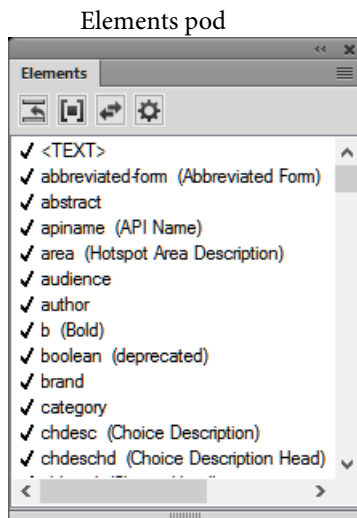 Elements pod
Elements
<TEXT>
abbreviated-form (Abbreviated Form)
abstract
apiname (API Name)
area (Hotspot Area Description)
audience
author
b (Bold)
boolean (deprecated)
brand
category
chdesc (Choice Description)
chdeschd (Choice Description Head)